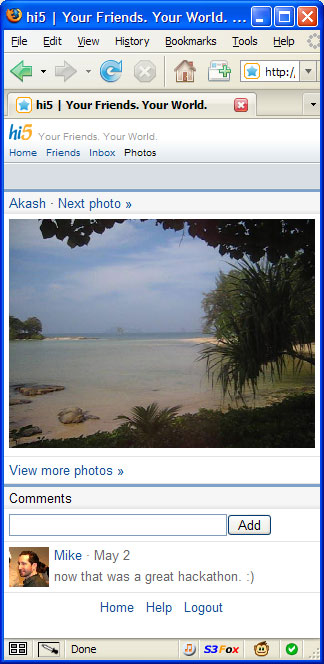 hi5 | Your Friends. Your World. ...
File Edit View History Bookmarks Tools Help
http:/
hi5 | Your Friends. Your World.
hi5 Your Friends. Your World.
Home Friends Inbox Photos
Akash · Next photo »
View more photos »
Comments
Add
Mike · May 2
now that was a great hackathon. :)
Home Help Logout
Done S3Fox